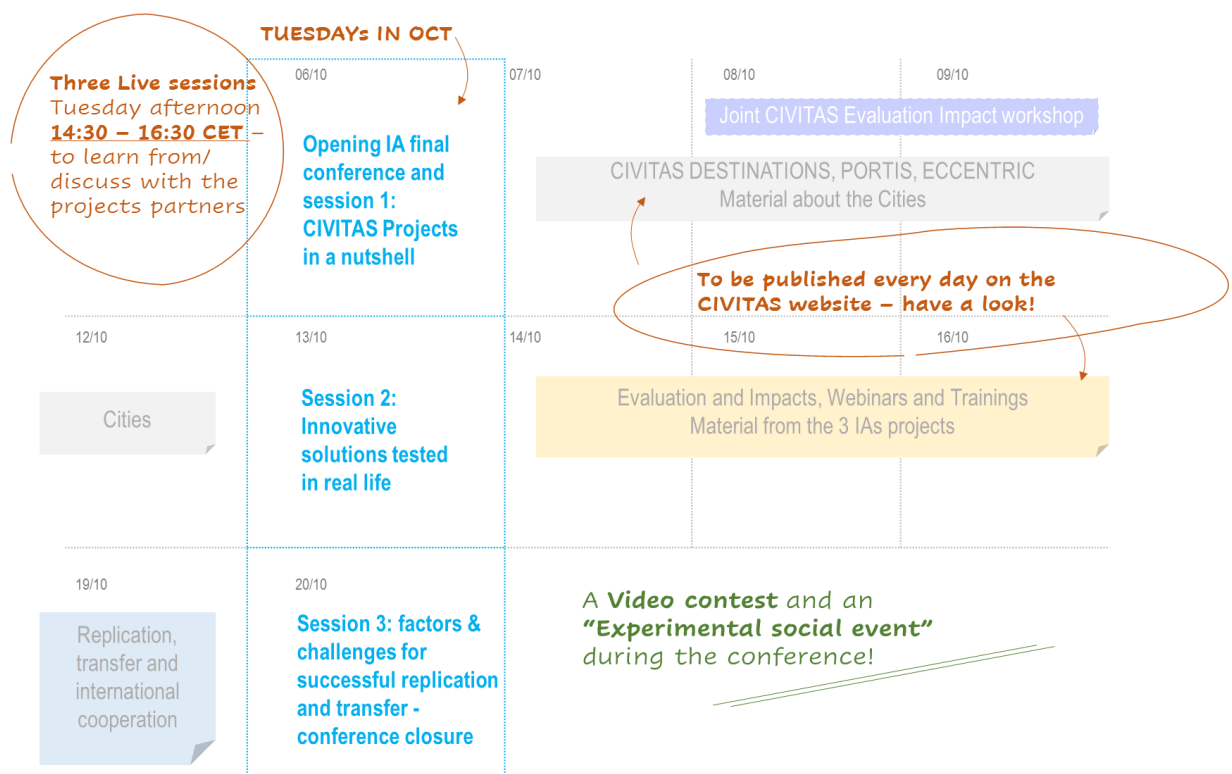 TUESDAYs IN OCT
Three Live sessions
Tuesday afternoon
14:30 – 16:30 CET –
to learn from/
discuss with the
projects partners
06/10
Opening IA final
conference and
session 1:
CIVITAS Projects
in a nutshell
07/10
08/10
09/10
Joint CIVITAS Evaluation Impact workshop
CIVITAS DESTINATIONS, PORTIS, ECCENTRIC
Material about the Cities
To be published every day on the
CIVITAS website – have a look!
12/10
Cities
13/10
Session 2:
Innovative
solutions tested
in real life
14/10
15/10
16/10
Evaluation and Impacts, Webinars and Trainings
Material from the 3 IAs projects
19/10
Replication,
transfer and
international
cooperation
20/10
Session 3: factors &
challenges for
successful replication
and transfer -
conference closure
A Video contest and an
“Experimental social event”
during the conference!